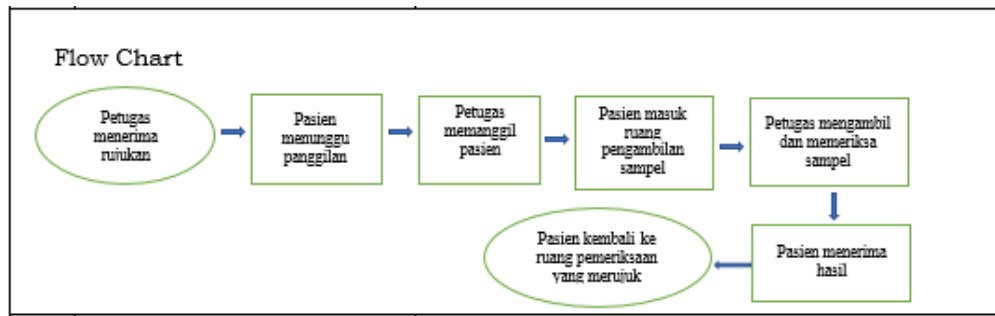 Flow Chart
Petugas
menerima
rujukan
Pasien
menunggu
panggilan
Petugas
memanggil
pasien
Pasien masuk
ruang
pengambilan
sampel
Petugas mengambil
dan memeriksa
sampel
Pasien menerima
hasil
Pasien kembali ke
ruang pemeriksaan
yang merujuk